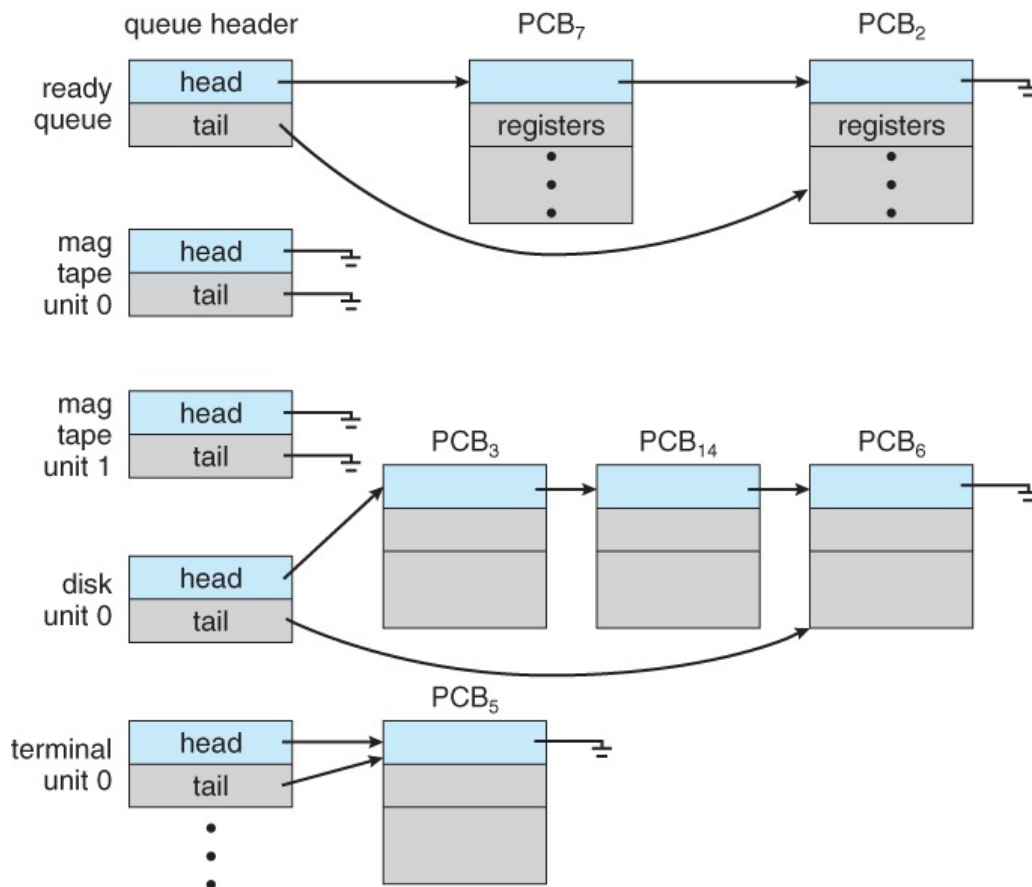 queue header
PCB₇
PCB₂
ready
queue
head
tail
registers
registers
mag
tape
unit 0
head
tail
mag
tape
unit 1
head
tail
PCB₃
PCB₁₄
PCB₆
disk
unit 0
head
tail
PCB₅
terminal
unit 0
head
tail